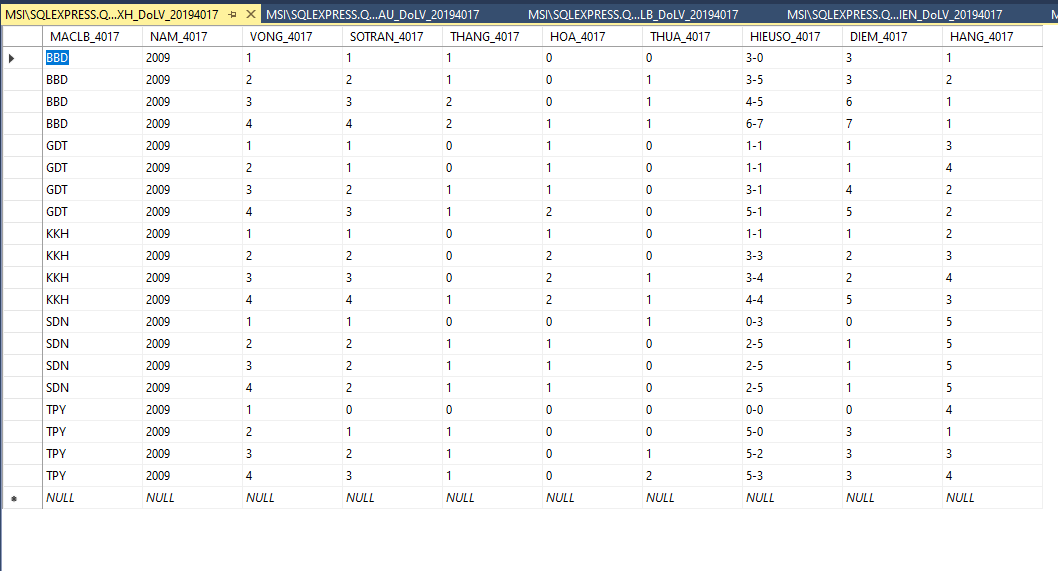 MSI\SQLEXPRESS.Q...XH_DoLV_20194017 MSI\SQLEXPRESS.Q...AU_DoLV_20194017 MSI\SQLEXPRESS.Q...LB_DoLV_20194017 MSI\SQLEXPRESS.Q...IEN_DoLV_20194017 M
MACLB_4017 NAM_4017 VONG_4017 SOTRAN_4017 THANG_4017 HOA_4017 THUA_4017 HIEUSO_4017 DIEM_4017 HANG_4017
BBD 2009 1 1 1 0 0 3-0 3 1
BBD 2009 2 2 1 0 1 3-5 3 2
BBD 2009 3 3 2 0 1 4-5 6 1
BBD 2009 4 4 2 1 1 6-7 7 1
GDT 2009 1 1 0 1 0 1-1 1 3
GDT 2009 2 1 0 1 0 1-1 1 4
GDT 2009 3 2 1 1 0 3-1 4 2
GDT 2009 4 3 1 2 0 5-1 5 2
KKH 2009 1 1 0 1 0 1-1 1 2
KKH 2009 2 2 0 2 0 3-3 2 3
KKH 2009 3 3 0 2 1 3-4 2 4
KKH 2009 4 4 1 2 1 4-4 5 3
SDN 2009 1 1 0 0 1 0-3 0 5
SDN 2009 2 2 1 1 0 2-5 1 5
SDN 2009 3 2 1 1 0 2-5 1 5
SDN 2009 4 2 1 1 0 2-5 1 5
TPY 2009 1 0 0 0 0 0-0 0 4
TPY 2009 2 1 1 0 0 5-0 3 1
TPY 2009 3 2 1 0 1 5-2 3 3
TPY 2009 4 3 1 0 2 5-3 3 4
NULL NULL NULL NULL NULL NULL NULL NULL NULL NULL